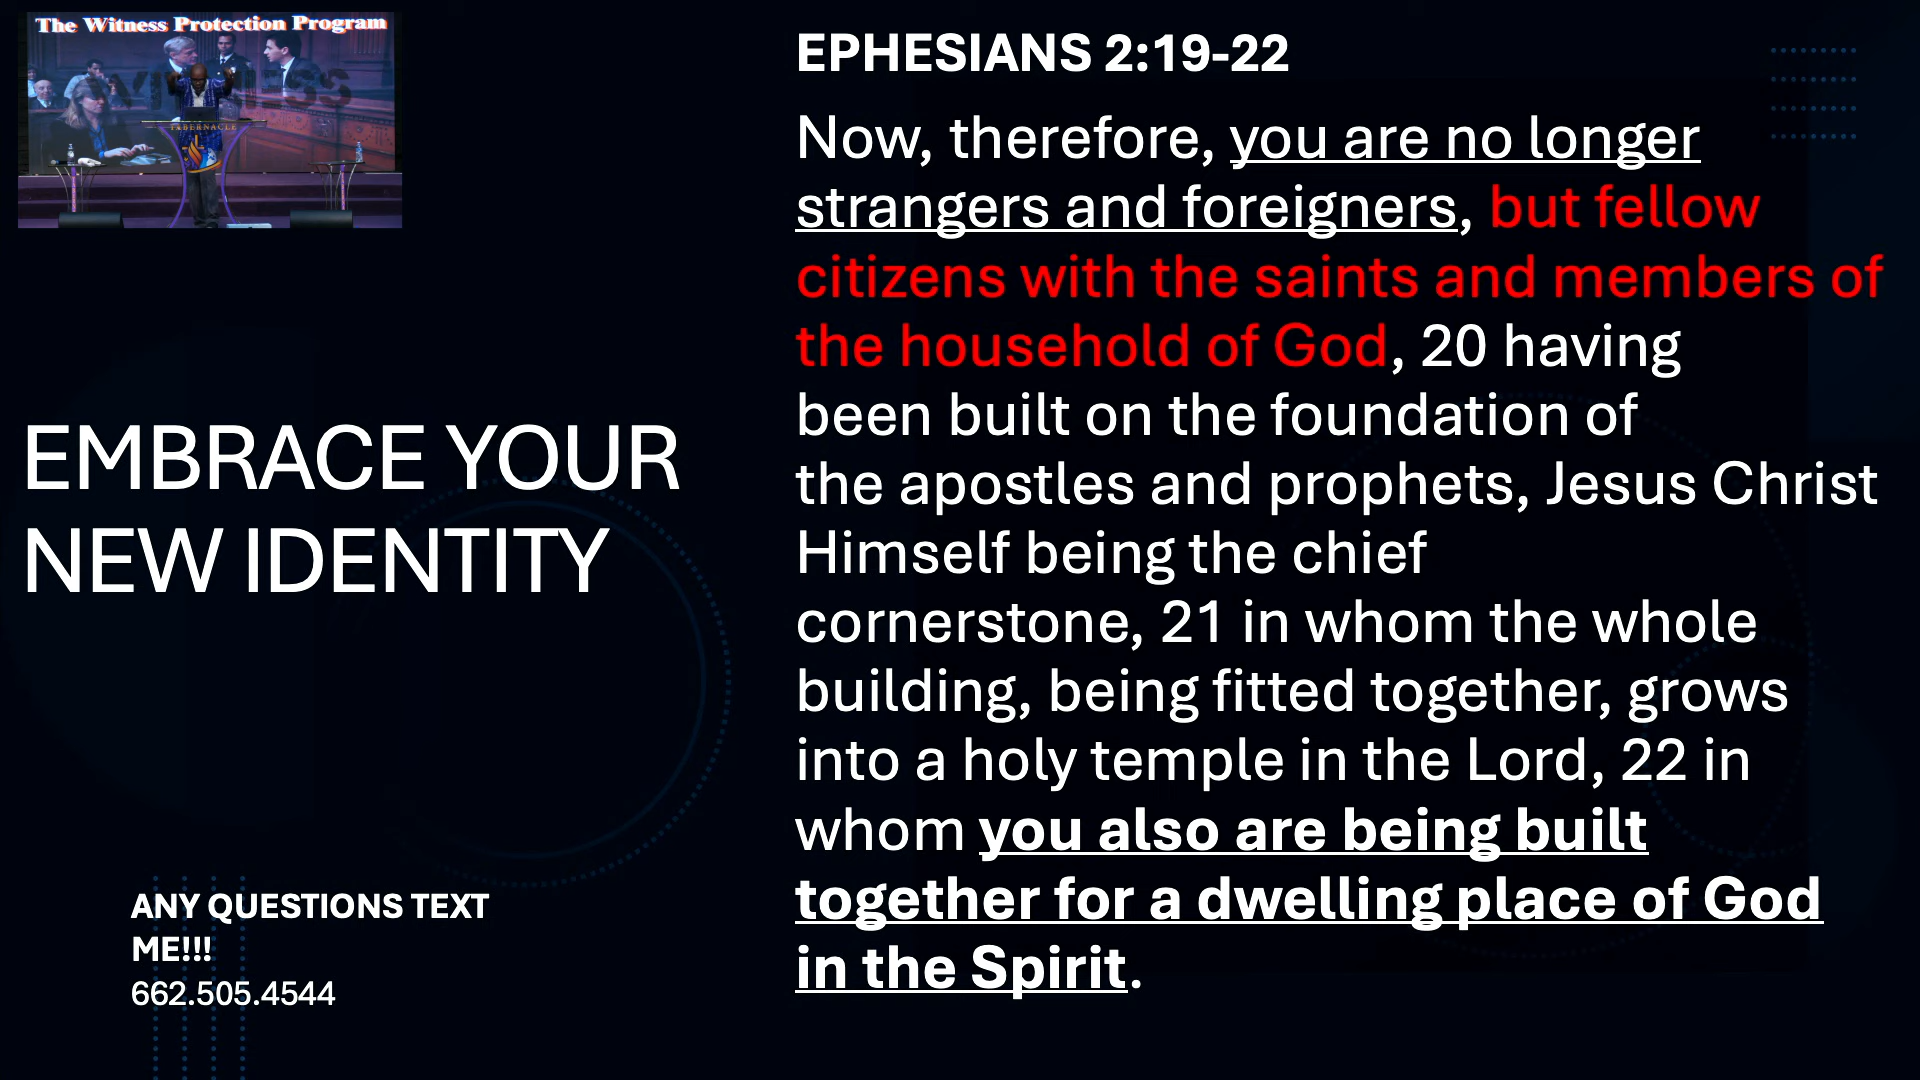 The Witness Protection Program
TABERNACLE
EMBRACE YOUR
NEW IDENTITY
ANY QUESTIONS TEXT
ME!!!
662.505.4544
EPHESIANS 2:19-22
Now, therefore, you are no longer
strangers and foreigners, but fellow
citizens with the saints and members of
the household of God, 20 having
been built on the foundation of
the apostles and prophets, Jesus Christ
Himself being the chief
cornerstone, 21 in whom the whole
building, being fitted together, grows
into a holy temple in the Lord, 22 in
whom you also are being built
together for a dwelling place of God
in the Spirit.